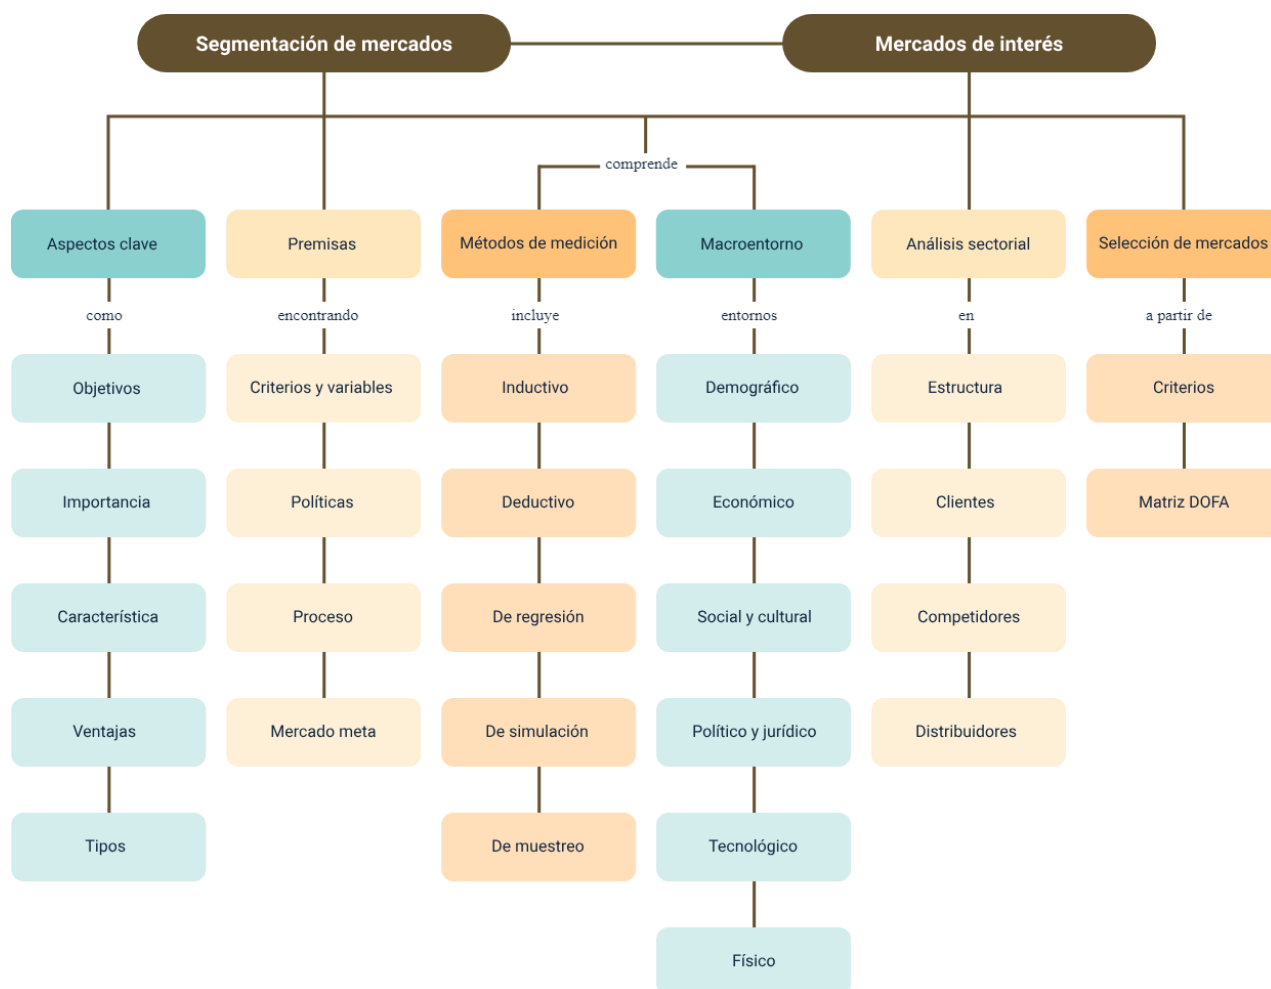 Segmentación de mercados
Mercados de interés
comprende
Aspectos clave
Premisas
Métodos de medición
Macroentorno
Análisis sectorial
Selección de mercados
como
encontrando
incluye
entornos
en
a partir de
Objetivos
Criterios y variables
Inductivo
Demográfico
Estructura
Criterios
Importancia
Políticas
Deductivo
Económico
Clientes
Matriz DOFA
Característica
Proceso
De regresión
Social y cultural
Competidores
Ventajas
Mercado meta
De simulación
Político y jurídico
Distribuidores
Tipos
De muestreo
Tecnológico
Físico